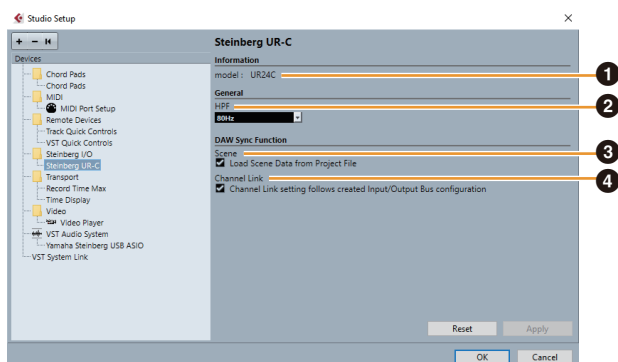 Studio Setup
Steinberg UR-C
Devices
Information
Chord Pads
model : UR24C
1
Chord Pads
MIDI
General
MIDI Port Setup
HPF
2
Remote Devices
80Hz
Track Quick Controls
VST Quick Controls
DAW Sync Function
Steinberg I/O
Scene
3
Steinberg UR-C
Load Scene Data from Project File
Transport
Channel Link
4
Record Time Max
Channel Link setting follows created Input/Output Bus configuration
Time Display
Video
Video Player
VST Audio System
Yamaha Steinberg USB ASIO
VST System Link
Reset
Apply
OK
Cancel